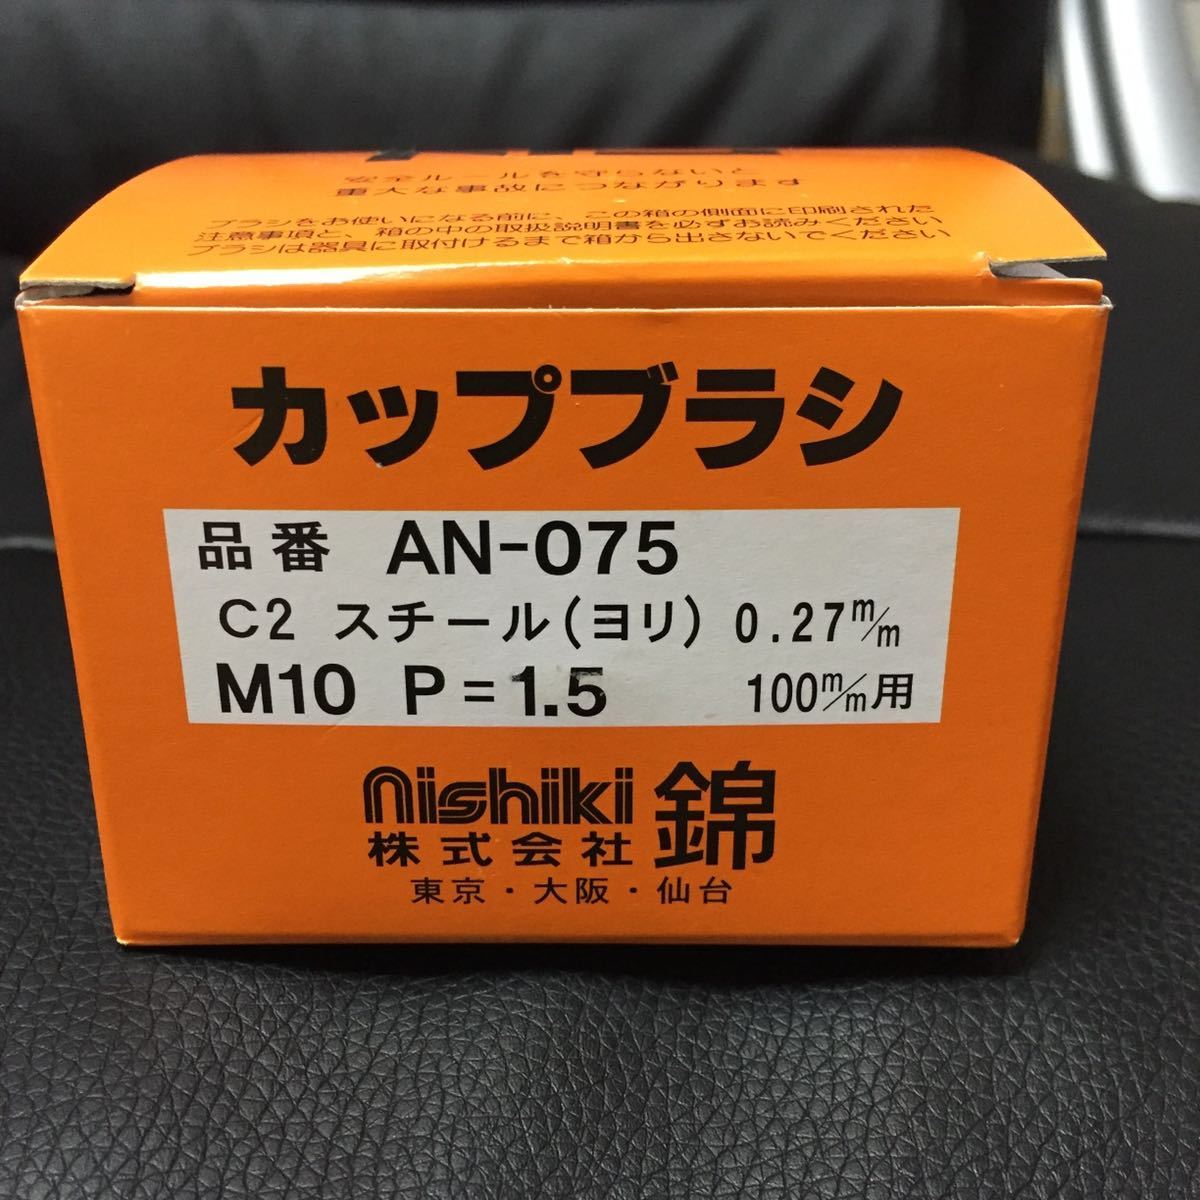 安全ルールを守らないと
重大な事故につながります
ブラシをお使いになる前に、この箱の側面に印刷された
注意事項と、箱の中の取扱説明書を必ずお読みください
ブラシは器具に取付けるまで箱から出さないでください
カップブラシ
品番 AN-075
C2 スチール(ヨリ) 0.27m/m
M10 P=1.5 100m/m用
nishiki 錦
株式会社
東京・大阪・仙台